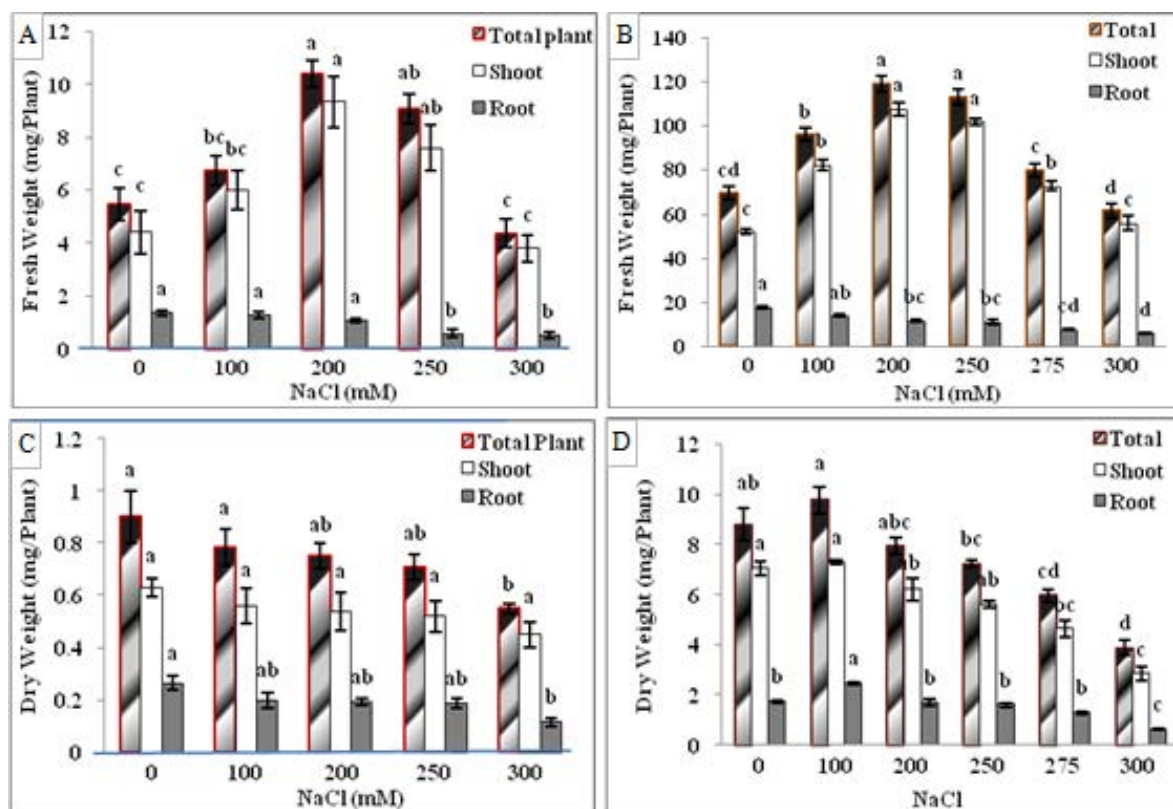 A
Fresh Weight (mg/Plant)
12
10
8
6
4
2
0
Total plant
Shoot
Root
c c a
bc bc a
a a a
ab ab b
c c b
0 100 200 250 300
NaCl (mM)
B
Fresh Weight (mg/Plant)
140
120
100
80
60
40
20
0
Total
Shoot
Root
cd c a
b b ab
a a bc
a a bc
c b cd
d c d
0 100 200 250 275 300
NaCl (mM)
C
Dry Weight (mg/Plant)
1.2
1
0.8
0.6
0.4
0.2
0
Total Plant
Shoot
Root
a a a
a a ab
ab a ab
ab a ab
b a b
0 100 200 250 300
NaCl (mM)
D
Dry Weight (mg/Plant)
12
10
8
6
4
2
0
Total
Shoot
Root
ab a b
a a a
abc ab b
bc ab b
cd bc b
d c c
0 100 200 250 275 300
NaCl